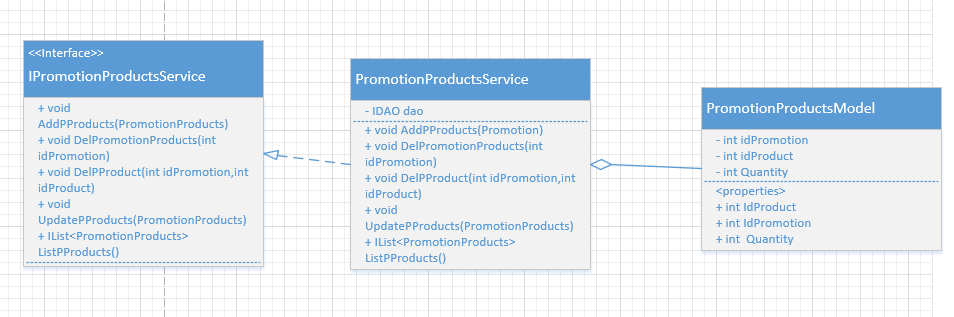 <<Interface>>
IPromotionProductsService
+ void
AddPProducts(PromotionProducts)
+ void DelPromotionProducts(int
idPromotion)
+ void DelPProduct(int idPromotion,int
idProduct)
+ void
UpdatePProducts(PromotionProducts)
+ IList<PromotionProducts>
ListPProducts()
PromotionProductsService
- IDAO dao
+ void AddPProducts(Promotion)
+ void DelPromotionProducts(int
idPromotion)
+ void DelPProduct(int idPromotion,int
idProduct)
+ void
UpdatePProducts(PromotionProducts)
+ IList<PromotionProducts>
ListPProducts()
PromotionProductsModel
- int idPromotion
- int idProduct
- int Quantity
<properties>
+ int IdProduct
+ int IdPromotion
+ int  Quantity